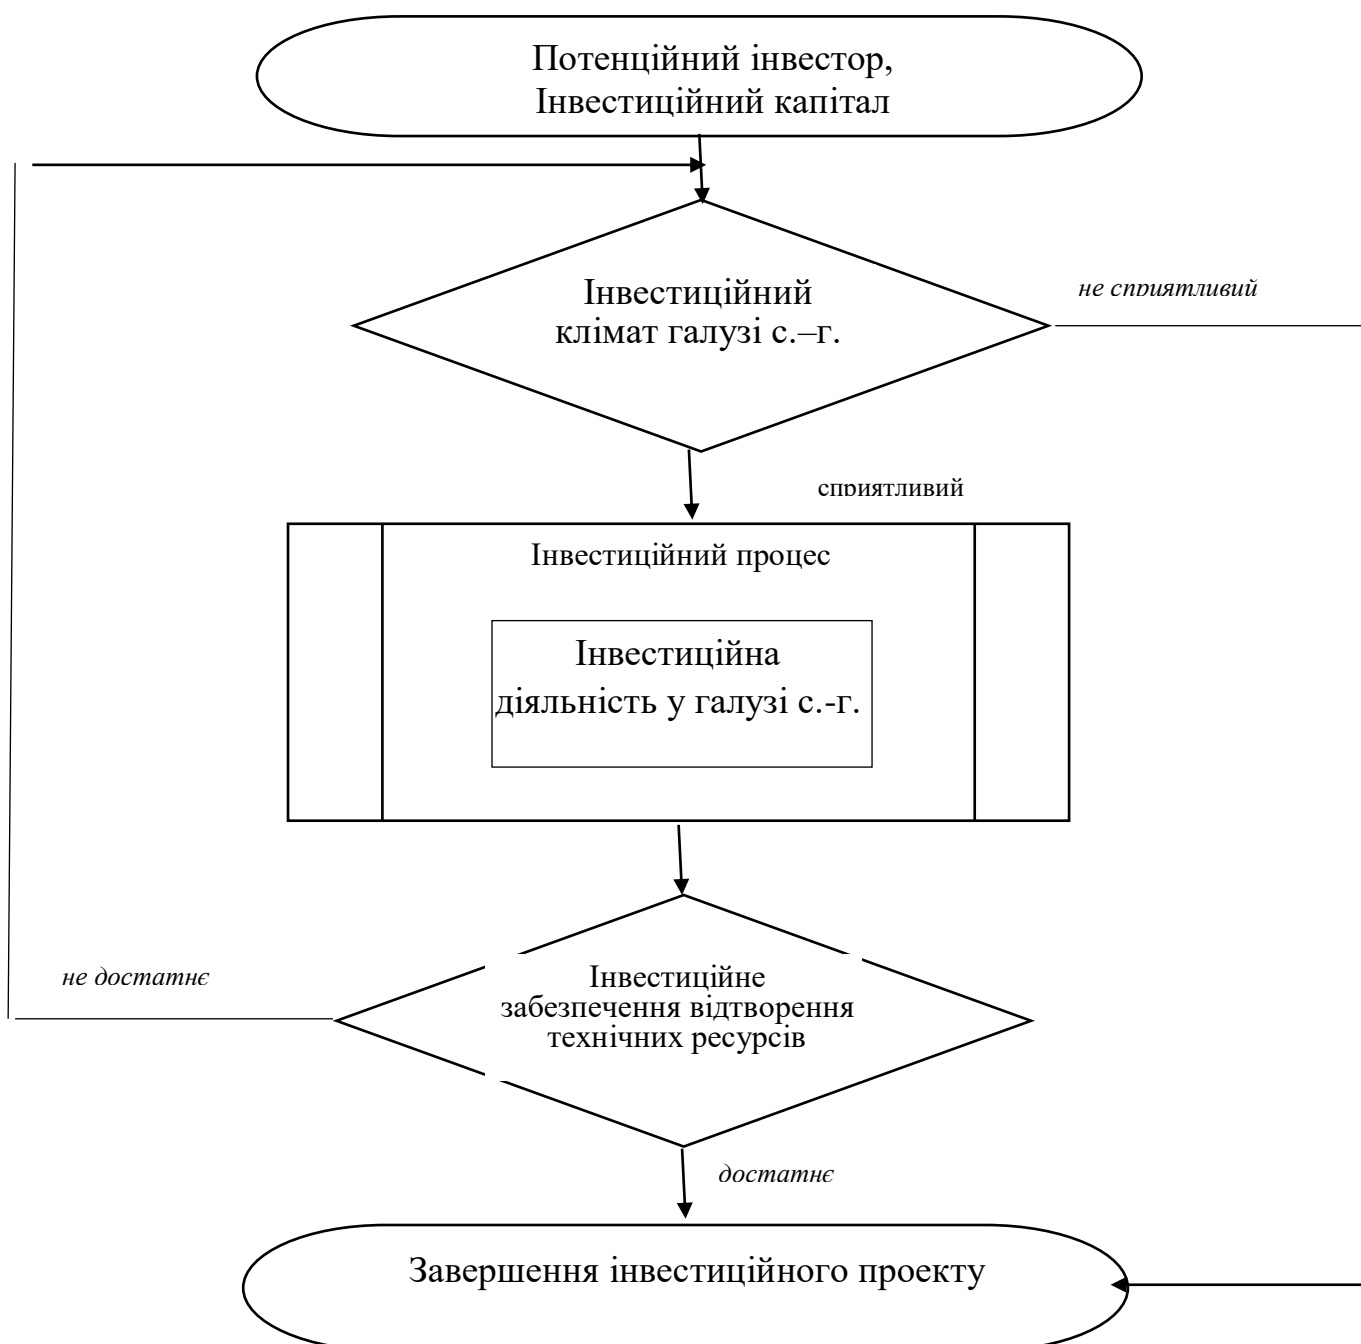 Потенційний інвестор,
Інвестиційний капітал
Інвестиційний
клімат галузі с.–г.
не сприятливий
сприятливий
Інвестиційний процес
Інвестиційна
діяльність у галузі с.-г.
не достатнє
Інвестиційне
забезпечення відтворення
технічних ресурсів
достатнє
Завершення інвестиційного проекту